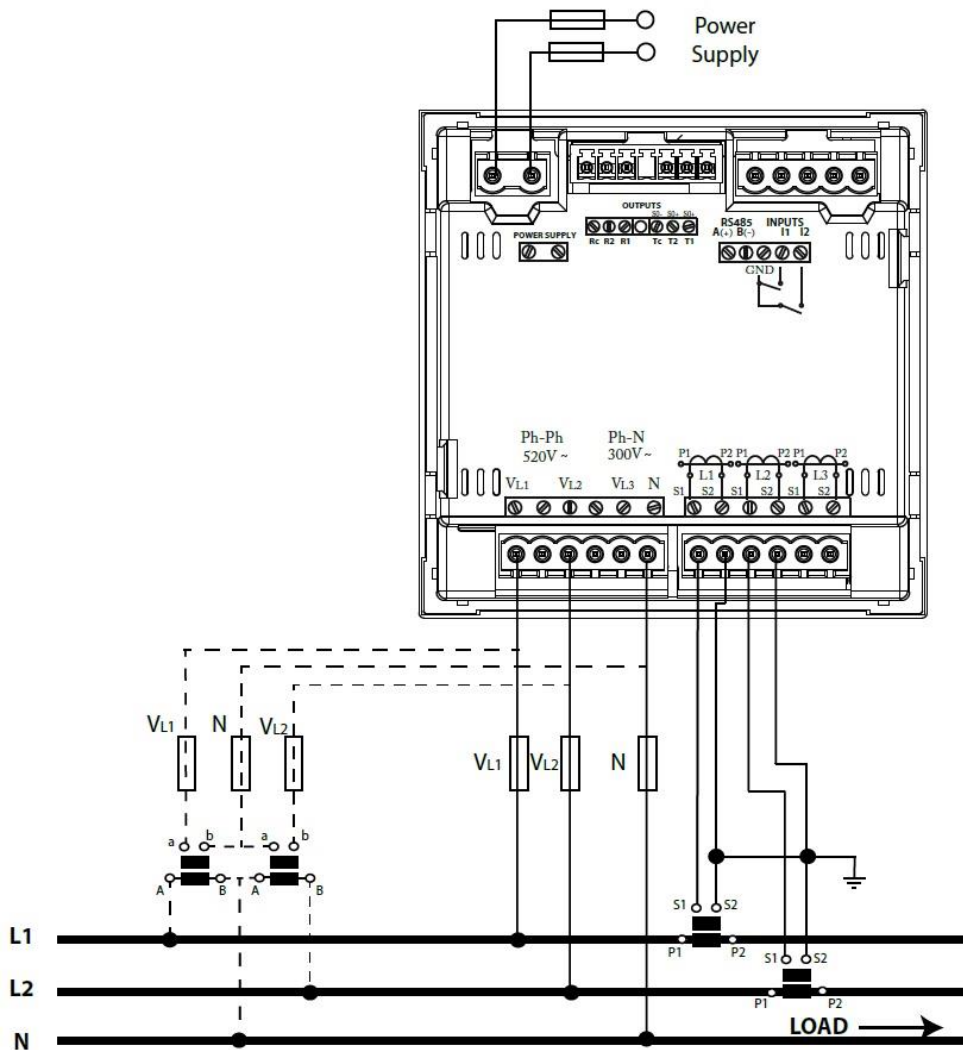 Power
Supply
OUTPUTS
S0- S0+ S0+
POWER SUPPLY
Rc R2 R1 Tc T2 T1
RS485 INPUTS
A(+) B(-) I1 I2
GND
Ph-Ph Ph-N
520V~ 300V~
P1 P2 P1 P2 P1 P2
L1 L2 L3
VL1 VL2 VL3 N
S1 S2 S1 S2 S1 S2
VL1 N VL2
VL1 VL2 N
a b a b
A B A B
S1 S2
L1
P1 P2
S1 S2
L2
P1 P2
LOAD
N